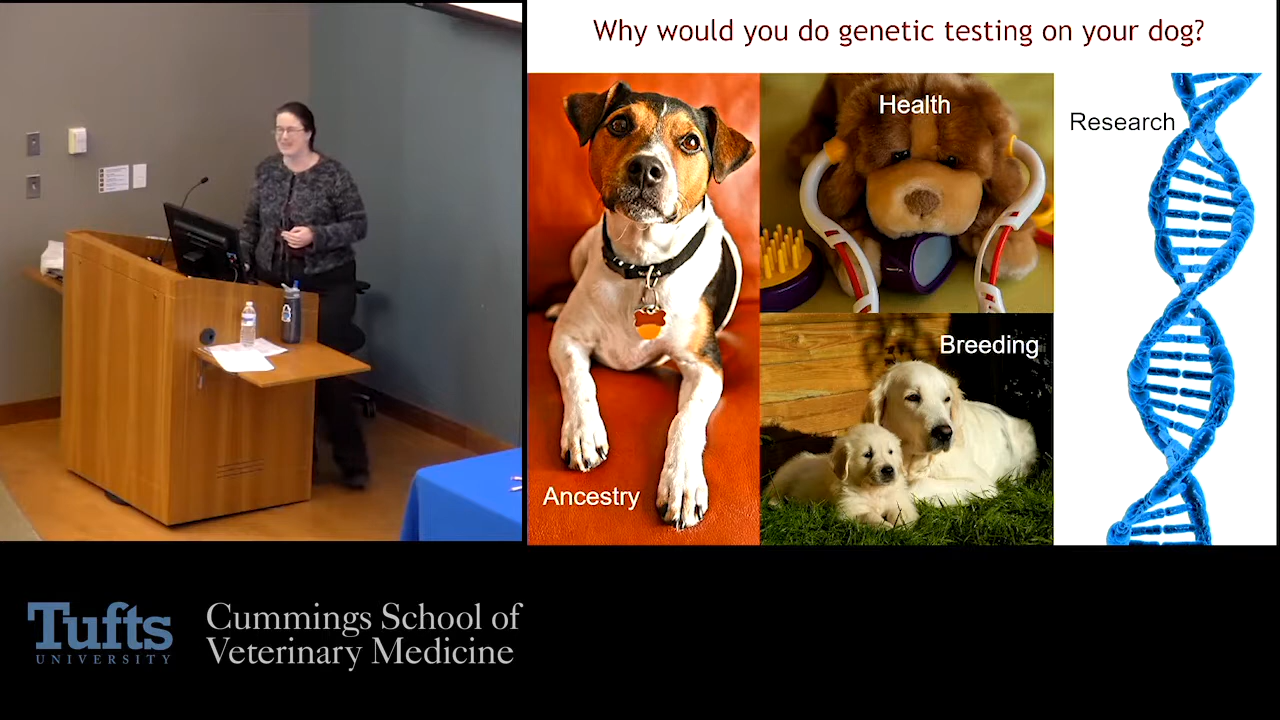 Why would you do genetic testing on your dog?
Health
Research
Breeding
Ancestry
Tufts
UNIVERSITY
Cummings School of
Veterinary Medicine